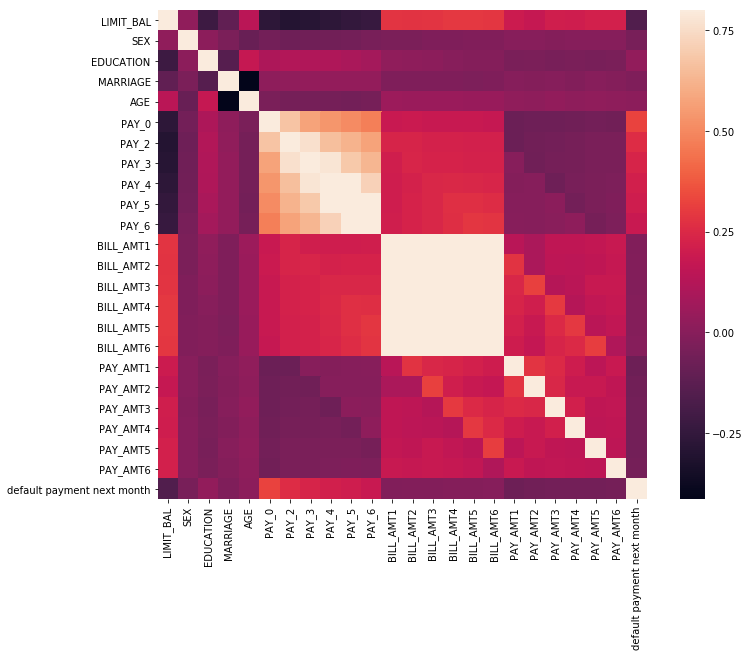 LIMIT_BAL
SEX
EDUCATION
MARRIAGE
AGE
PAY_0
PAY_2
PAY_3
PAY_4
PAY_5
PAY_6
BILL_AMT1
BILL_AMT2
BILL_AMT3
BILL_AMT4
BILL_AMT5
BILL_AMT6
PAY_AMT1
PAY_AMT2
PAY_AMT3
PAY_AMT4
PAY_AMT5
PAY_AMT6
default payment next month
LIMIT_BAL
SEX
EDUCATION
MARRIAGE
AGE
PAY_0
PAY_2
PAY_3
PAY_4
PAY_5
PAY_6
BILL_AMT1
BILL_AMT2
BILL_AMT3
BILL_AMT4
BILL_AMT5
BILL_AMT6
PAY_AMT1
PAY_AMT2
PAY_AMT3
PAY_AMT4
PAY_AMT5
PAY_AMT6
default payment next month
0.75
0.50
0.25
0.00
−0.25